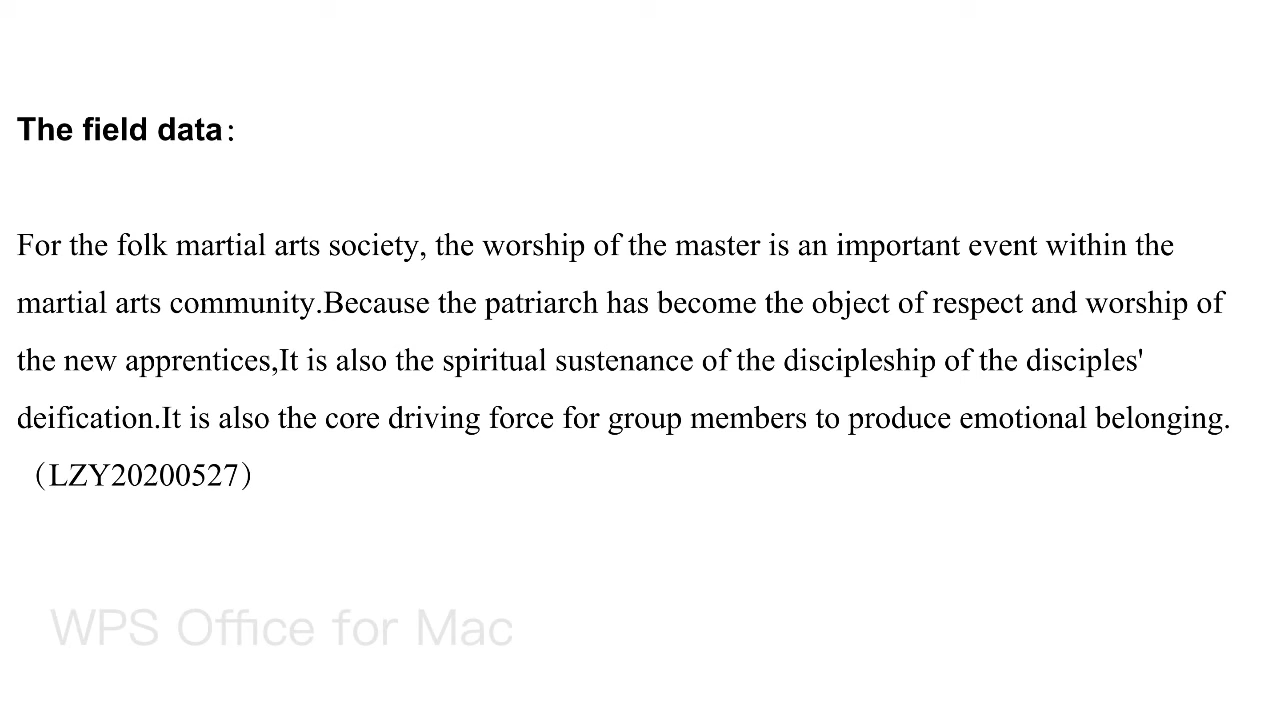 The field data：
For the folk martial arts society, the worship of the master is an important event within the
martial arts community.Because the patriarch has become the object of respect and worship of
the new apprentices,It is also the spiritual sustenance of the discipleship of the disciples'
deification.It is also the core driving force for group members to produce emotional belonging.
（LZY20200527）
WPS Office for Mac